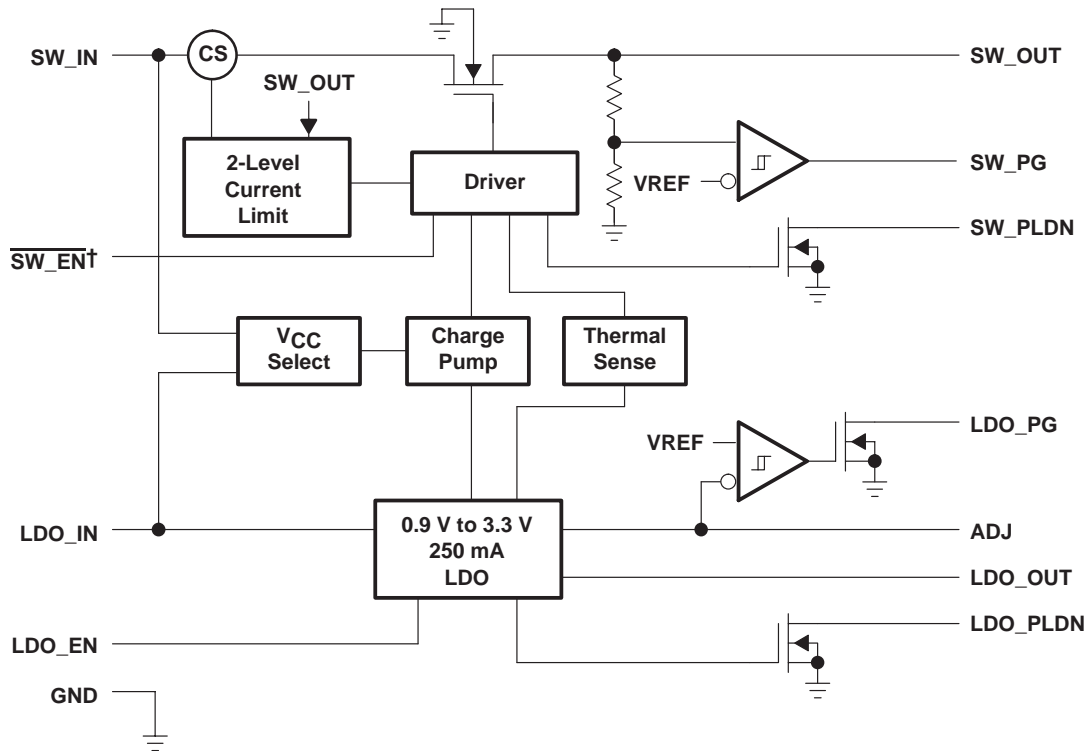 SW_IN
CS
SW_OUT
SW_OUT
2-Level
Current
Limit
Driver
VREF
SW_PG
SW_PLDN
SW_EN†
VCC
Select
Charge
Pump
Thermal
Sense
VREF
LDO_PG
LDO_IN
0.9 V to 3.3 V
250 mA
LDO
ADJ
LDO_OUT
LDO_EN
LDO_PLDN
GND